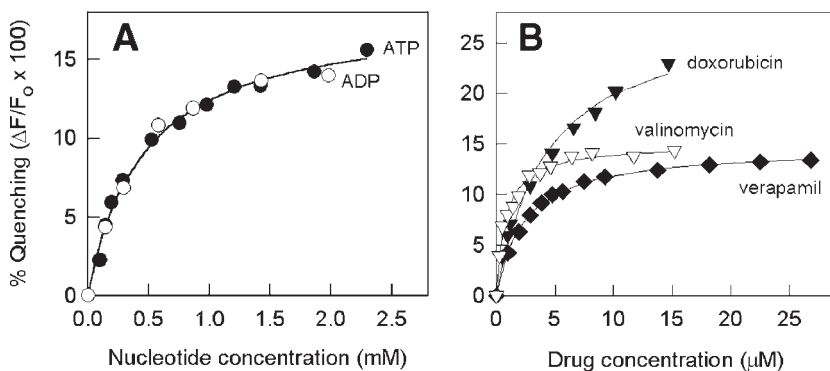 A
ATP
ADP
% Quenching (ΔF/Fo x 100)
15
10
5
0
0.0 0.5 1.0 1.5 2.0 2.5
Nucleotide concentration (mM)
B
doxorubicin
valinomycin
verapamil
25
20
15
10
5
0
0 5 10 15 20 25
Drug concentration (μM)